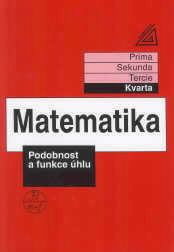 Prima
Sekunda
Tercie
Kvarta
Matematika
Podobnost
a funkce úhlu